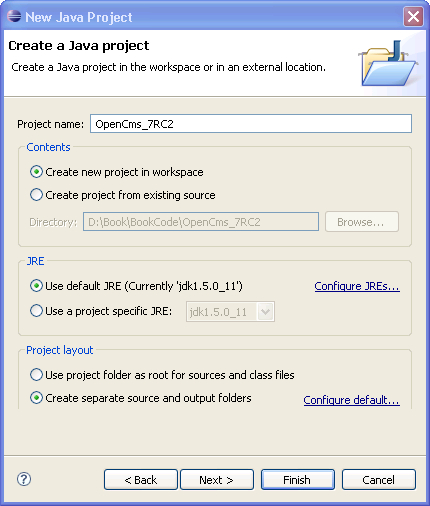 New Java Project
Create a Java project
Create a Java project in the workspace or in an external location.
Project name: OpenCms_7RC2
Contents
Create new project in workspace
Create project from existing source
Directory: D:\Book\BookCode\OpenCms_7RC2 Browse...
JRE
Use default JRE (Currently 'jdk1.5.0_11') Configure JREs...
Use a project specific JRE: jdk1.5.0_11
Project layout
Use project folder as root for sources and class files
Create separate source and output folders Configure default...
? < Back Next > Finish Cancel